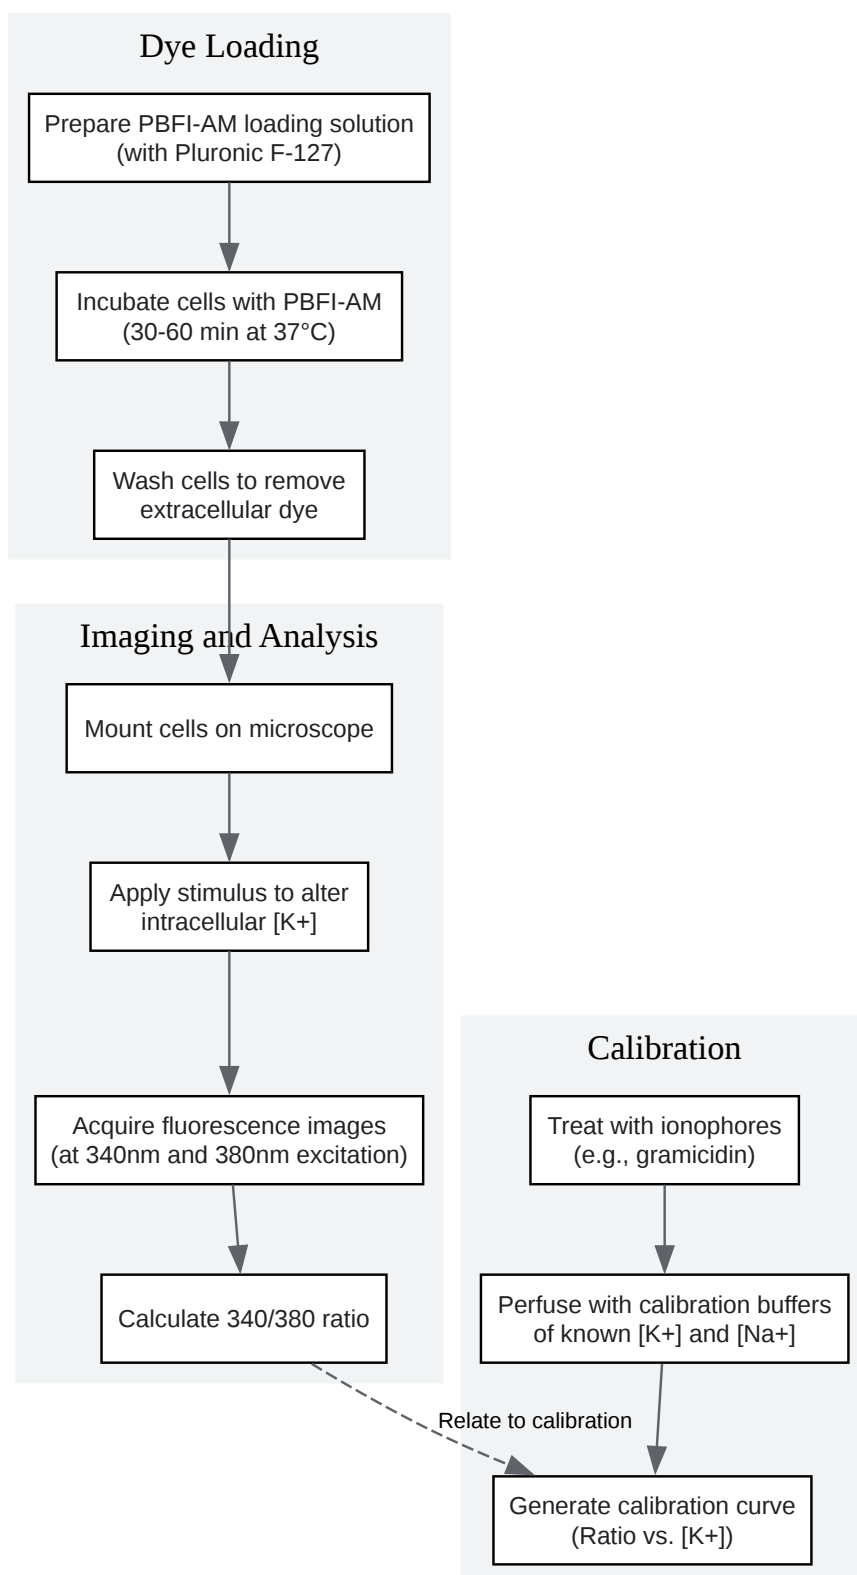 Dye Loading
Prepare PBFI-AM loading solution
(with Pluronic F-127)
Incubate cells with PBFI-AM
(30-60 min at 37°C)
Wash cells to remove
extracellular dye
Imaging and Analysis
Mount cells on microscope
Apply stimulus to alter
intracellular [K+]
Acquire fluorescence images
(at 340nm and 380nm excitation)
Calculate 340/380 ratio
Calibration
Treat with ionophores
(e.g., gramicidin)
Perfuse with calibration buffers
of known [K+] and [Na+]
Relate to calibration
Generate calibration curve
(Ratio vs. [K+])